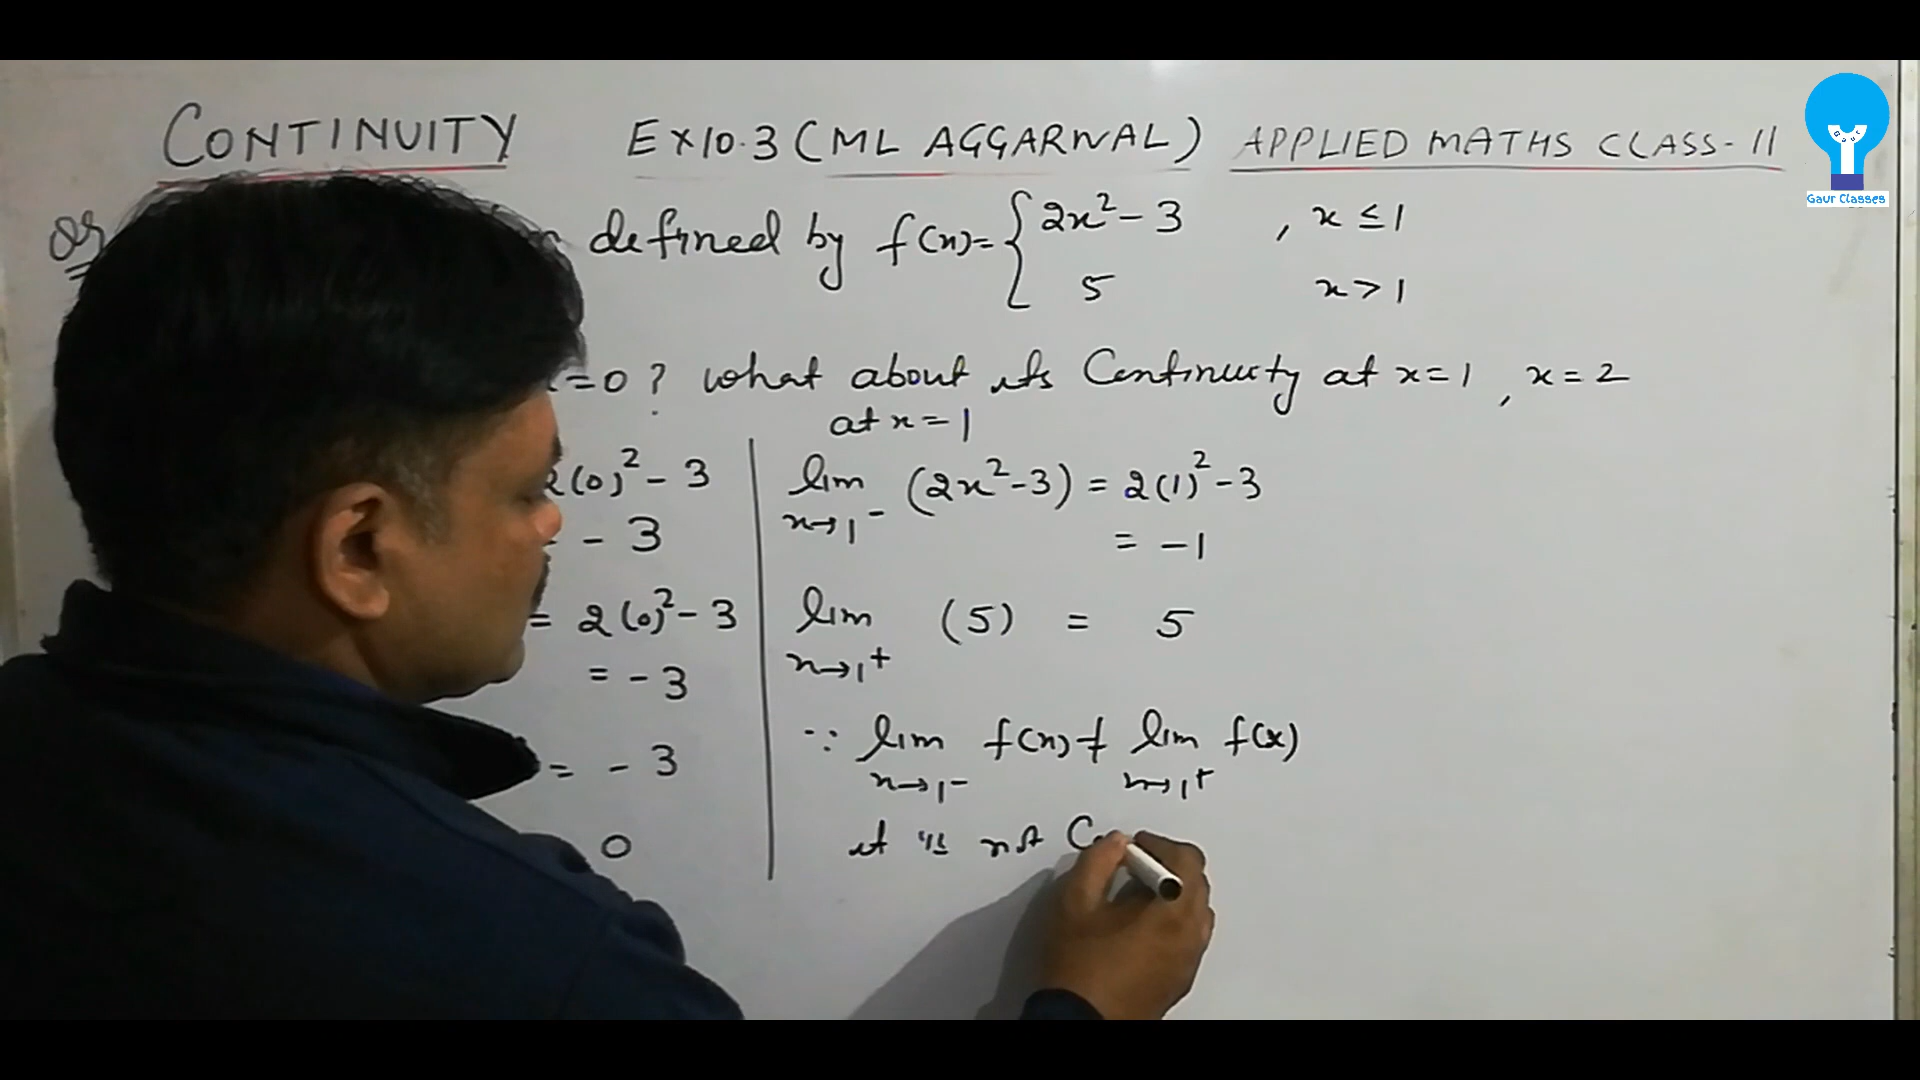 CONTINUITY EX10.3 (ML AGGARWAL) APPLIED MATHS CLASS-11
Gaur
Gaur Classes
defined by f(x)= { 2x² - 3 , x ≤ 1
5 x > 1
x=0 ? what about its Continuity at x=1 , x=2
at x=1
2(0)² - 3
- 3
= 2(0)² - 3
= - 3
= - 3
0
lim x→1⁻ (2x²-3) = 2(1)² - 3
= -1
lim x→1⁺ (5) = 5
∵ lim x→1⁻ f(x) ≠ lim x→1⁺ f(x)
it is not